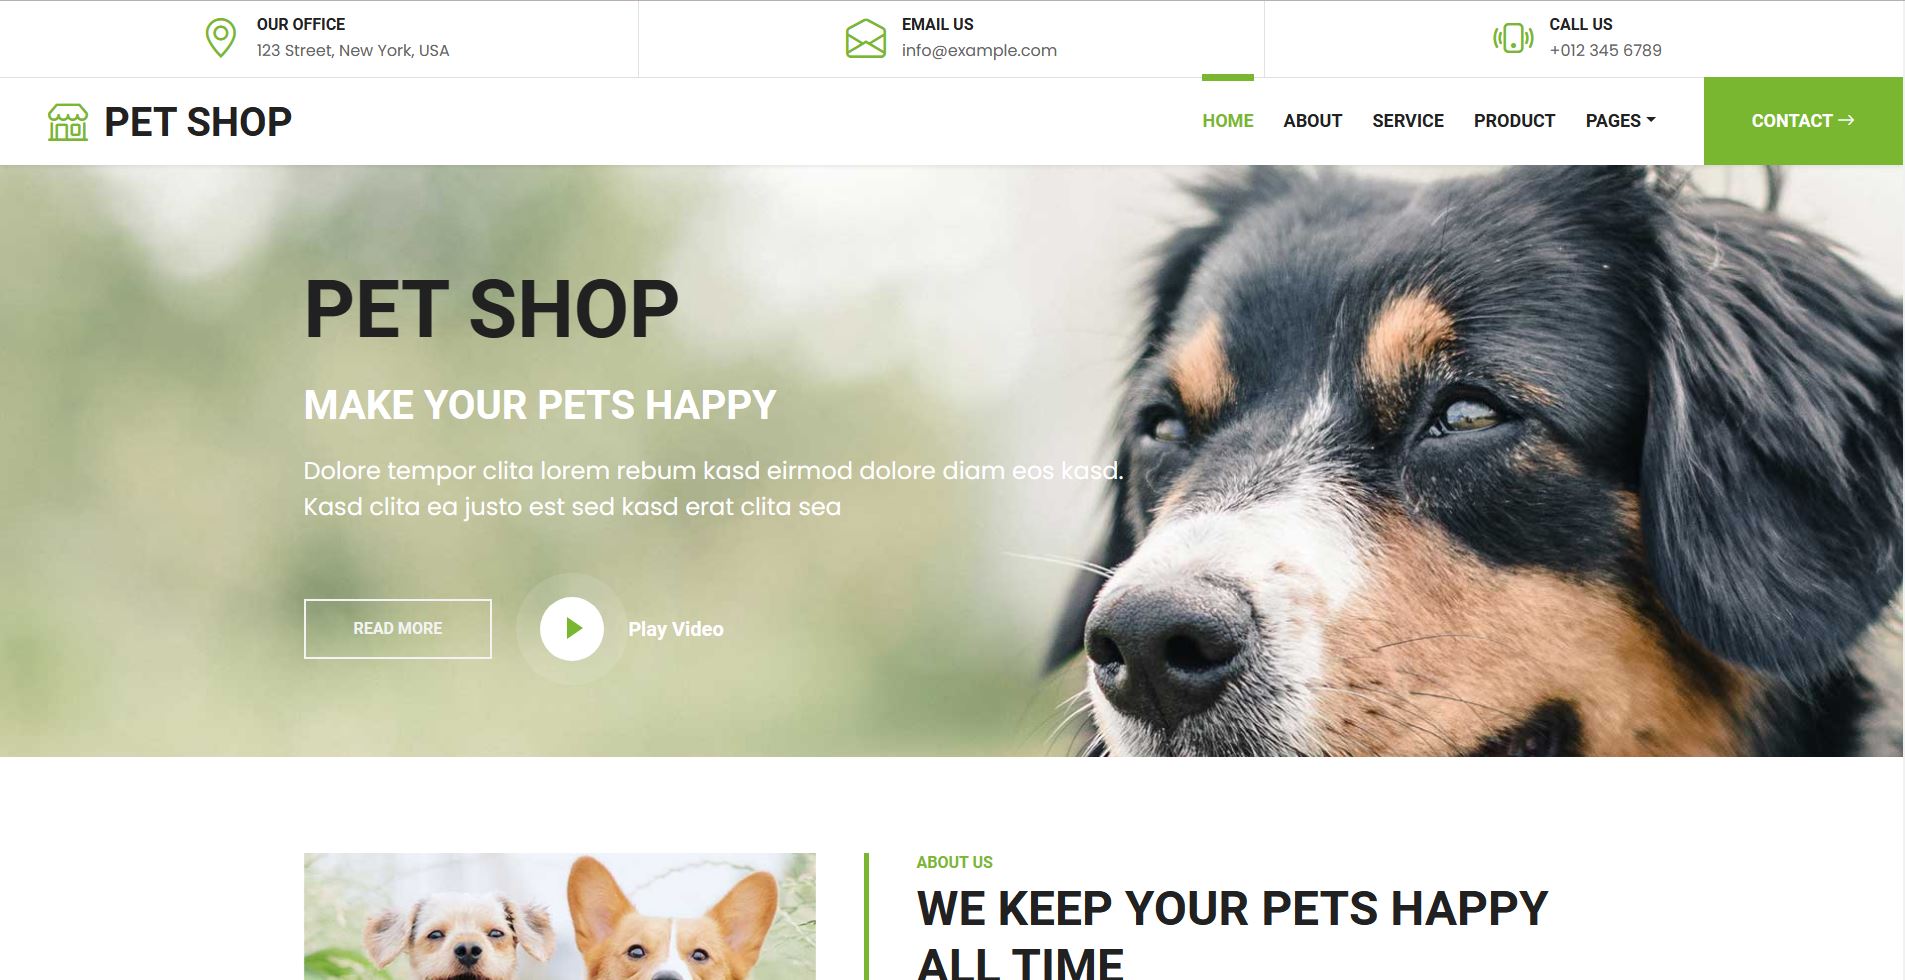 OUR OFFICE
123 Street, New York, USA
EMAIL US
info@example.com
CALL US
+012 345 6789
PET SHOP
HOME
ABOUT
SERVICE
PRODUCT
PAGES
CONTACT
PET SHOP
MAKE YOUR PETS HAPPY
Dolore tempor clita lorem rebum kasd eirmod dolore diam eos kasd.
Kasd clita ea justo est sed kasd erat clita sea
READ MORE
Play Video
ABOUT US
WE KEEP YOUR PETS HAPPY
ALL TIME